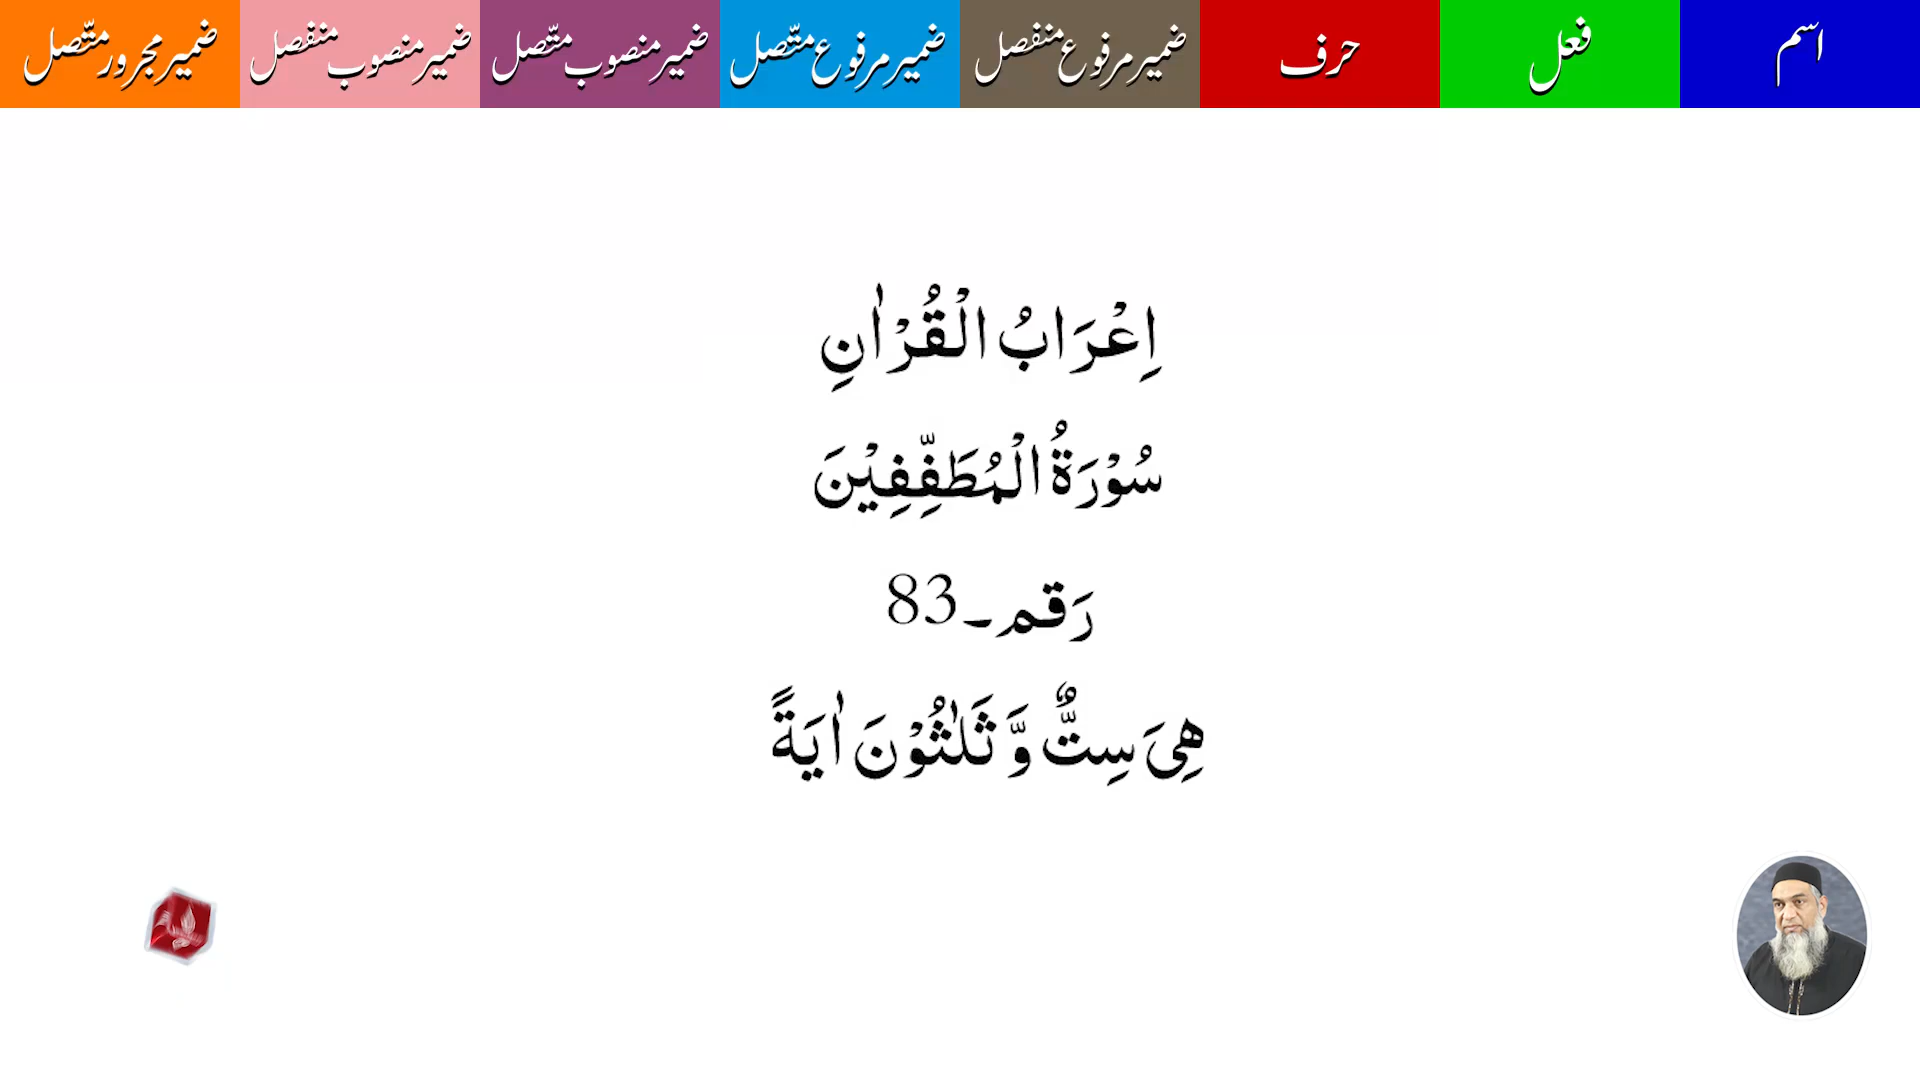 اسم فعل حرف ضمیر مرفوع منفصل ضمیر مرفوع متّصل ضمیر منصوب متّصل ضمیر منصوب منفصل ضمیر مجرور متّصل
اِعْرَابُ الْقُرْاٰنِ
سُوْرَةُ الْمُطَفِّفِيْنَ
رَقم۔83
هِىَ سِتٌّ وَّ ثَلٰثُوْنَ اٰيَةً